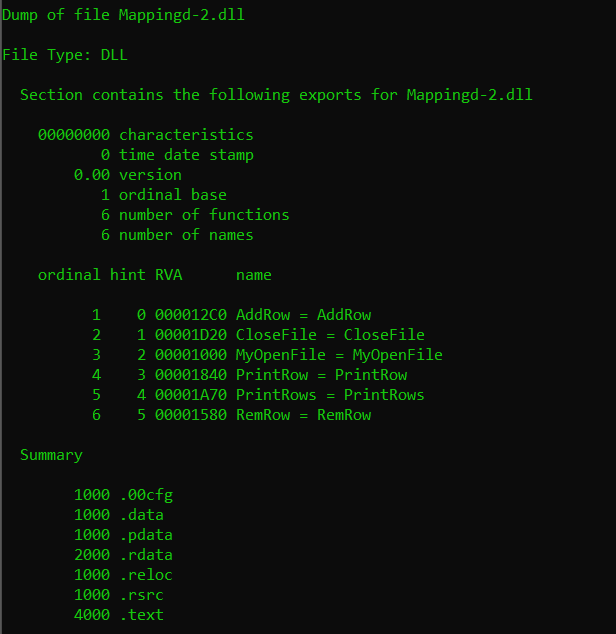 Dump of file Mappingd-2.dll
File Type: DLL
Section contains the following exports for Mappingd-2.dll
00000000 characteristics
0 time date stamp
0.00 version
1 ordinal base
6 number of functions
6 number of names
ordinal hint RVA name
1 0 000012C0 AddRow = AddRow
2 1 00001D20 CloseFile = CloseFile
3 2 00001000 MyOpenFile = MyOpenFile
4 3 00001840 PrintRow = PrintRow
5 4 00001A70 PrintRows = PrintRows
6 5 00001580 RemRow = RemRow
Summary
1000 .00cfg
1000 .data
1000 .pdata
2000 .rdata
1000 .reloc
1000 .rsrc
4000 .text